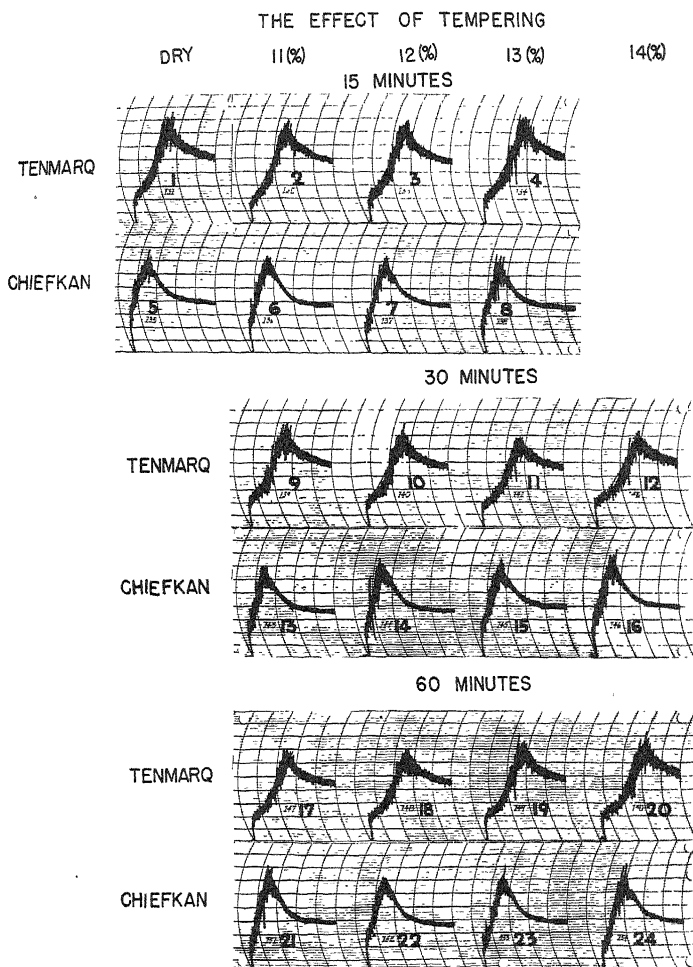 THE EFFECT OF TEMPERING
DRY 11(%) 12(%) 13(%) 14(%)
15 MINUTES
TENMARQ
1 2 3 4
CHIEFKAN
5 6 7 8
30 MINUTES
TENMARQ
9 10 11 12
CHIEFKAN
13 14 15 16
60 MINUTES
TENMARQ
17 18 19 20
CHIEFKAN
21 22 23 24